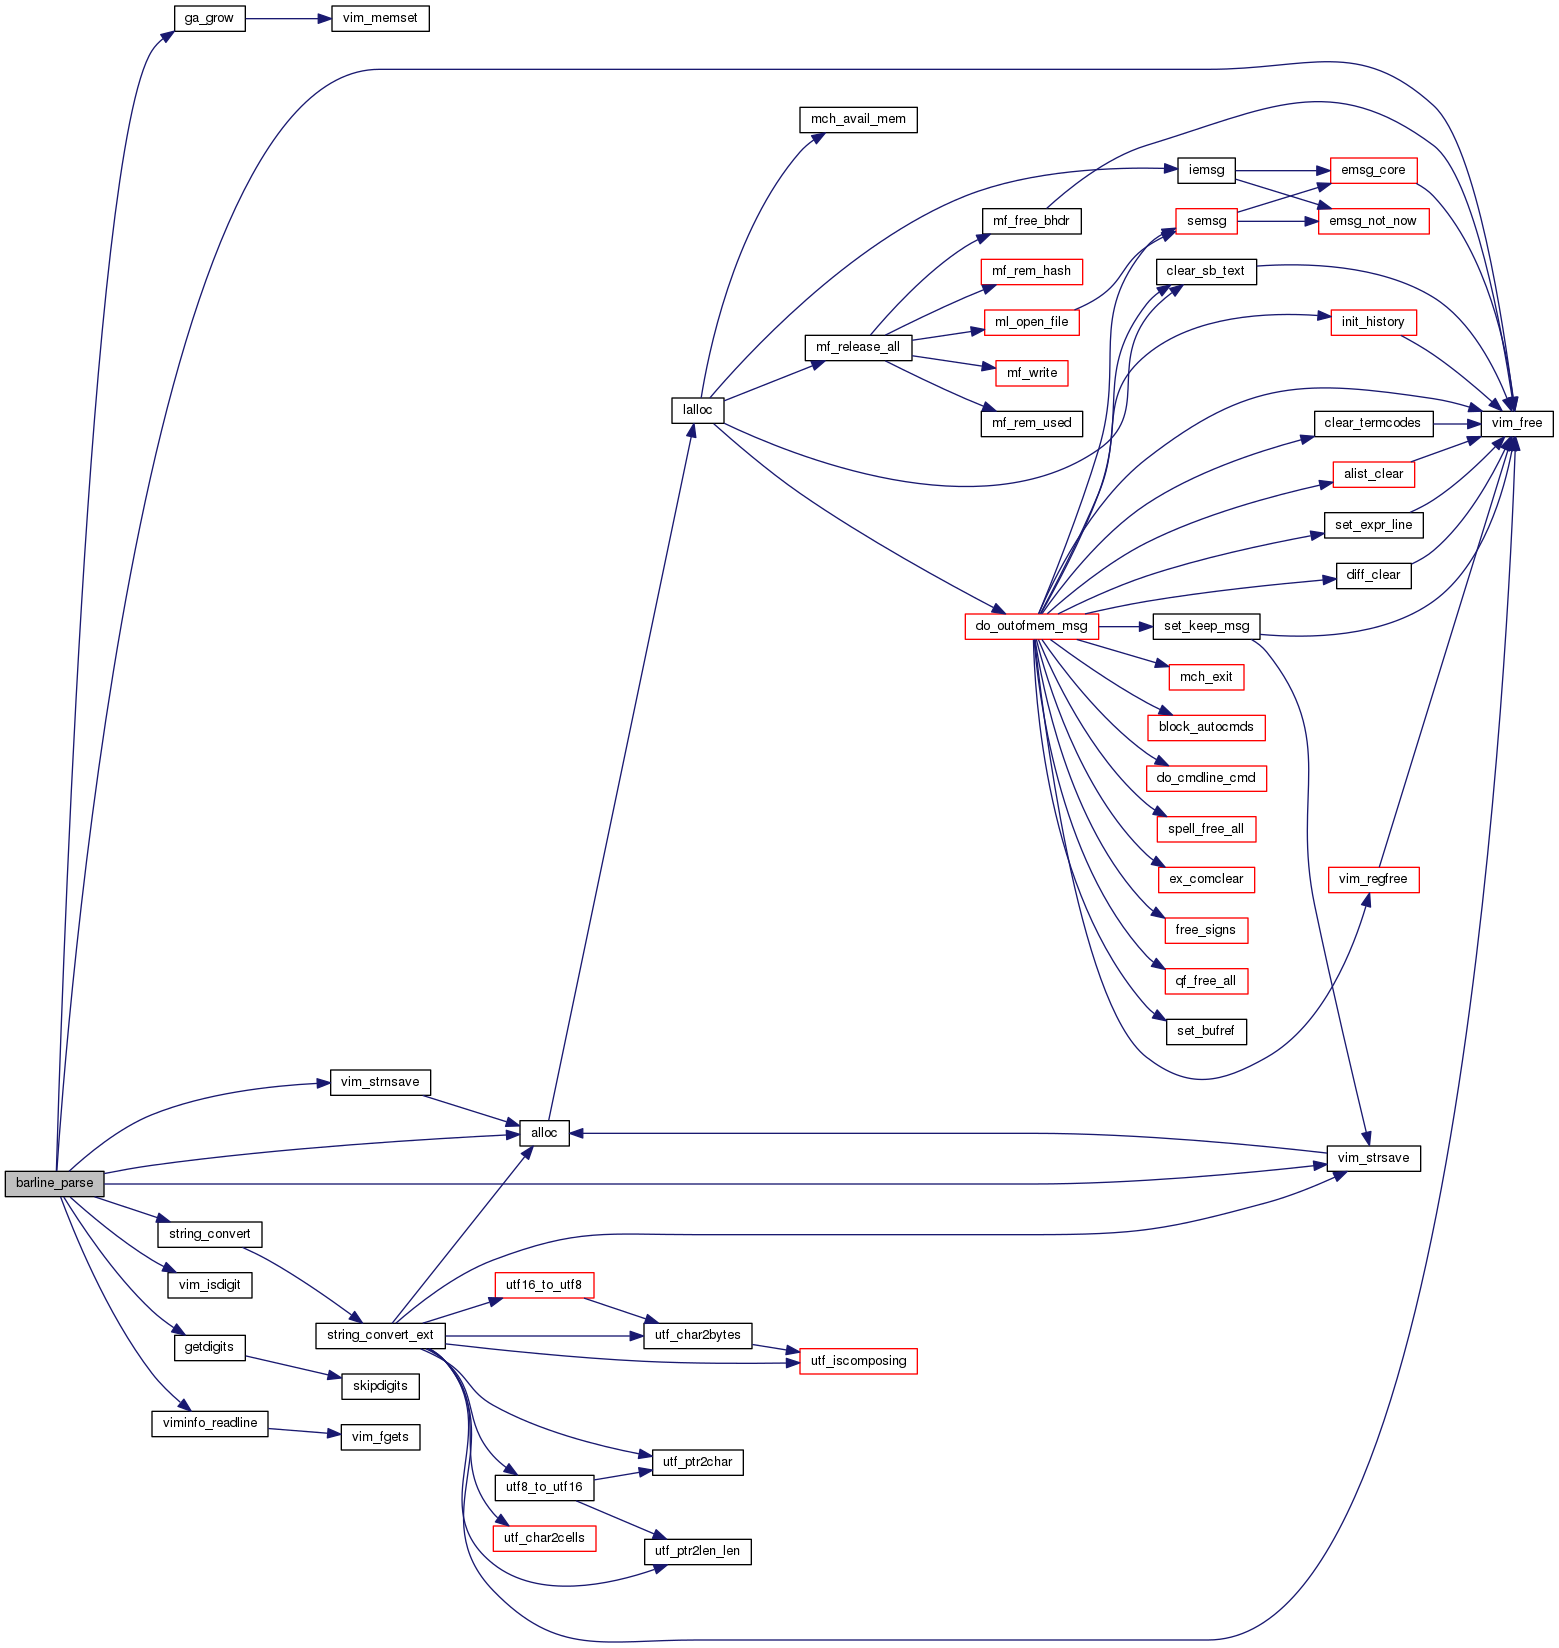 ga_grow
vim_memset
mch_avail_mem
iemsg
emsg_core
mf_free_bhdr
semsg
emsg_not_now
mf_rem_hash
clear_sb_text
ml_open_file
init_history
mf_release_all
mf_write
lalloc
mf_rem_used
clear_termcodes
vim_free
alist_clear
set_expr_line
diff_clear
do_outofmem_msg
set_keep_msg
mch_exit
block_autocmds
do_cmdline_cmd
spell_free_all
ex_comclear
vim_regfree
free_signs
qf_free_all
set_bufref
vim_strnsave
alloc
vim_strsave
barline_parse
string_convert
vim_isdigit
utf16_to_utf8
string_convert_ext
utf_char2bytes
getdigits
utf_iscomposing
skipdigits
viminfo_readline
vim_fgets
utf_ptr2char
utf8_to_utf16
utf_char2cells
utf_ptr2len_len